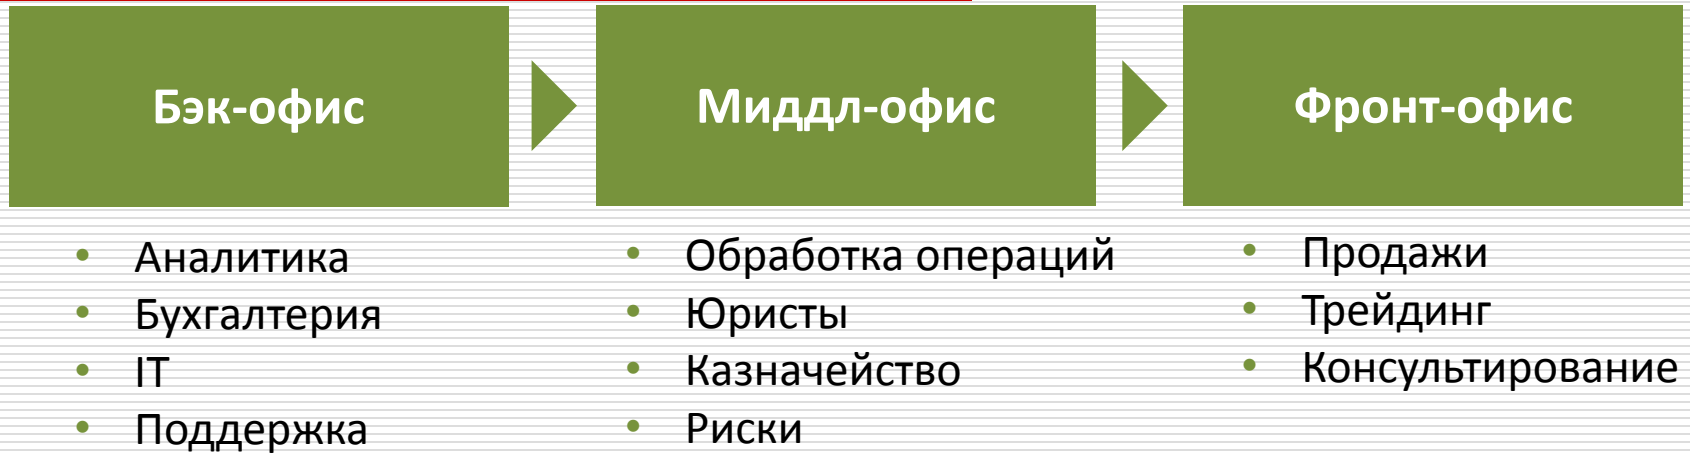 Бэк-офис
Миддл-офис
Фронт-офис
• Аналитика
• Бухгалтерия
• IT
• Поддержка
• Обработка операций
• Юристы
• Казначейство
• Риски
• Продажи
• Трейдинг
• Консультирование